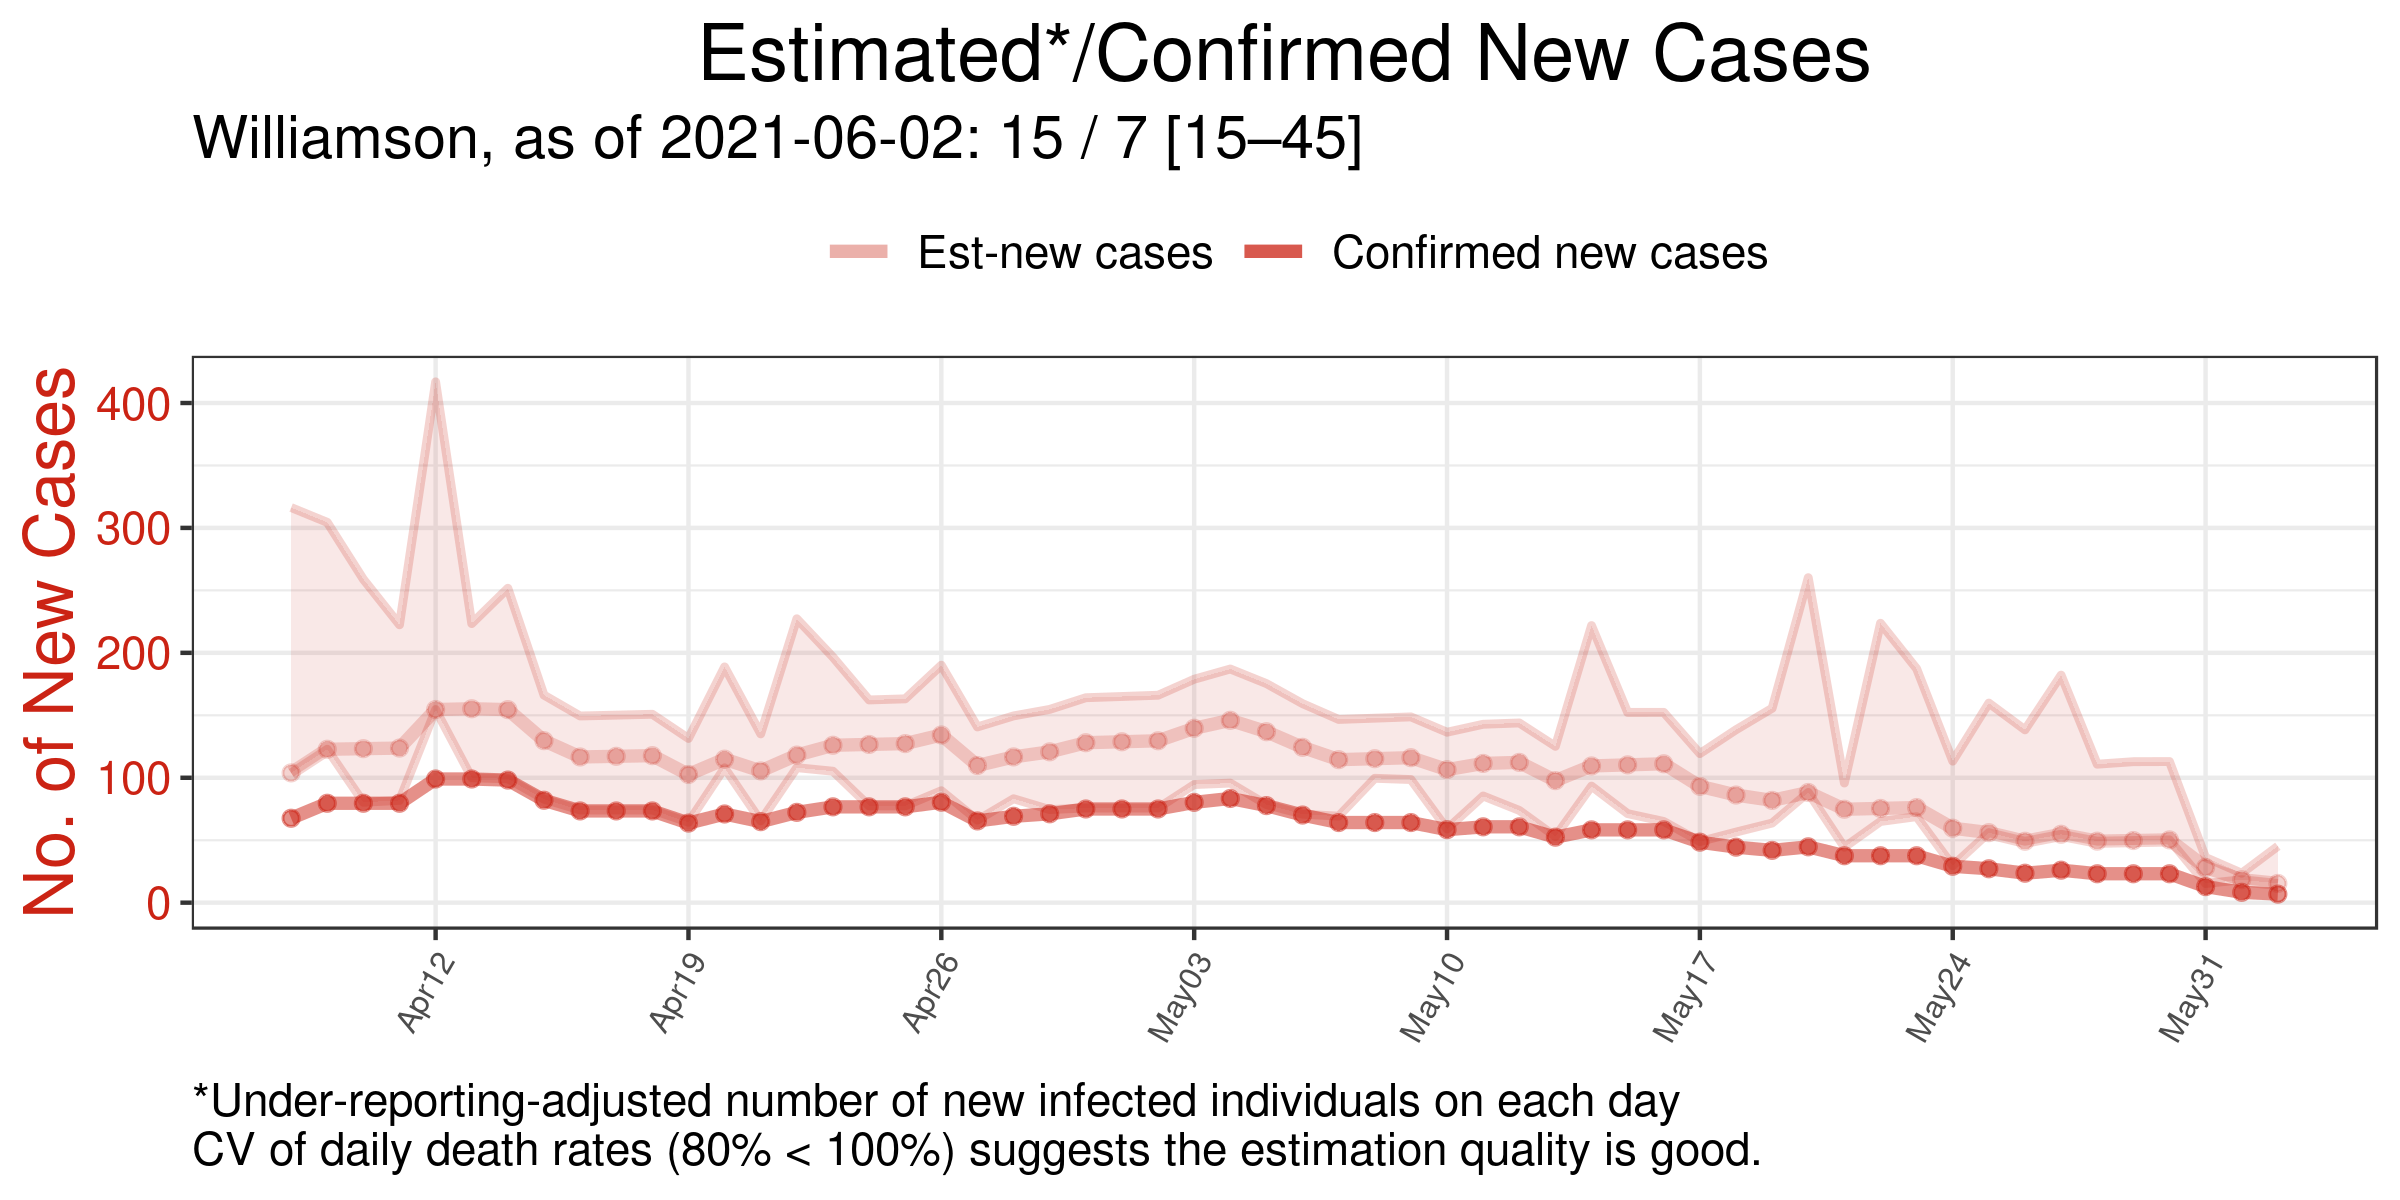 Estimated*/Confirmed New Cases
Williamson, as of 2021-06-02: 15 / 7 [15–45]
Est-new cases
Confirmed new cases
No. of New Cases
400
300
200
100
0
Apr12
Apr19
Apr26
May03
May10
May17
May24
May31
*Under-reporting-adjusted number of new infected individuals on each day
CV of daily death rates (80% < 100%) suggests the estimation quality is good.